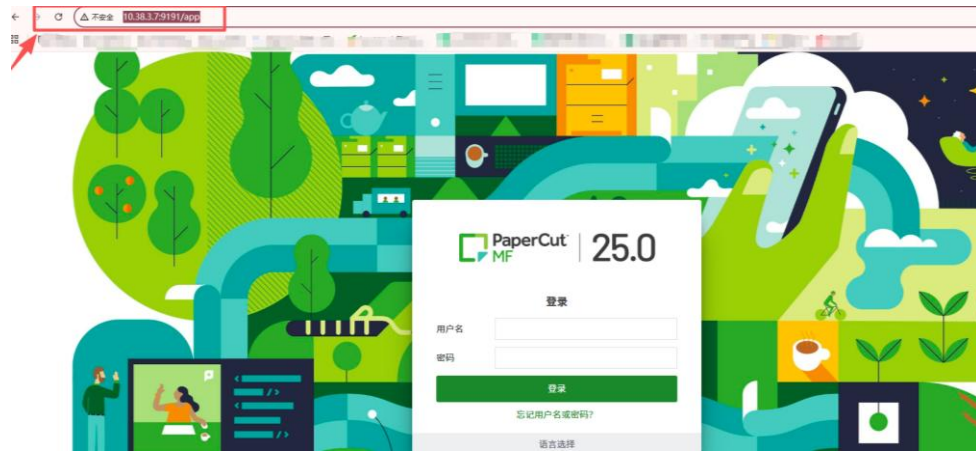 不安全 10.38.3.7:9191/app
PaperCut MF 25.0
登录
用户名
密码
登录
忘记用户名或密码?
语言选择